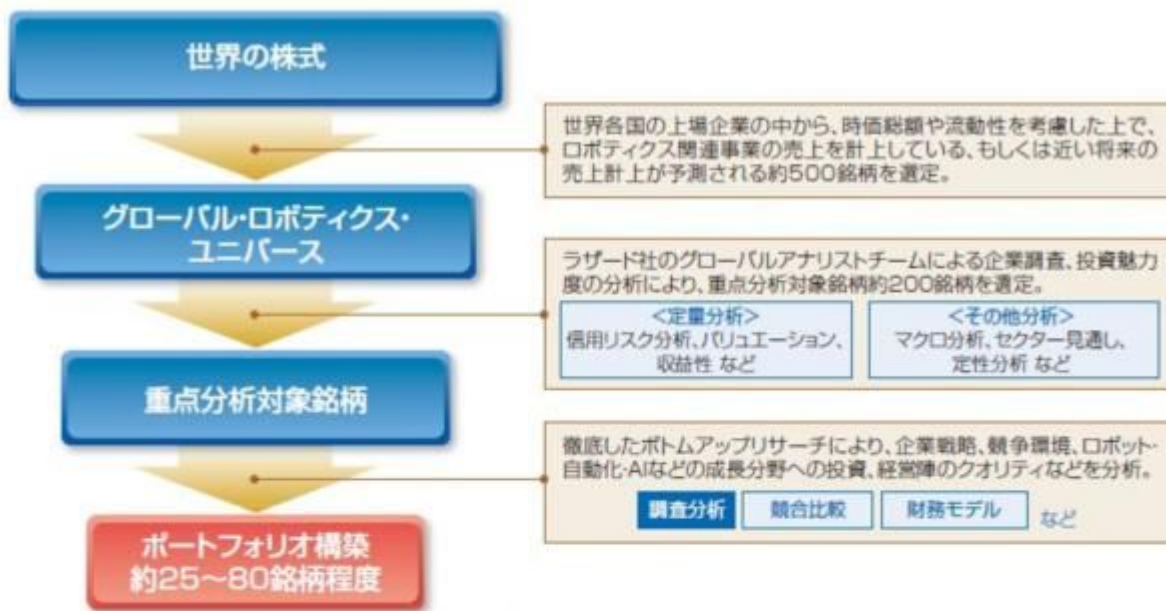 世界の株式
世界各国の上場企業の中から、時価総額や流動性を考慮した上で、
ロボティクス関連事業の売上を計上している、もしくは近い将来の
売上計上が予測される約500銘柄を選定。
グローバル・ロボティクス・
ユニバース
ラザード社のグローバルアナリストチームによる企業調査、投資魅力
度の分析により、重点分析対象銘柄約200銘柄を選定。
<定量分析>
信用リスク分析、バリュエーション、
収益性 など
<その他分析>
マクロ分析、セクター見通し、
定性分析 など
重点分析対象銘柄
徹底したボトムアップリサーチにより、企業戦略、競争環境、ロボット・
自動化・AIなどの成長分野への投資、経営陣のクオリティなどを分析。
調査分析
競合比較
財務モデル
など
ポートフォリオ構築
約25～80銘柄程度